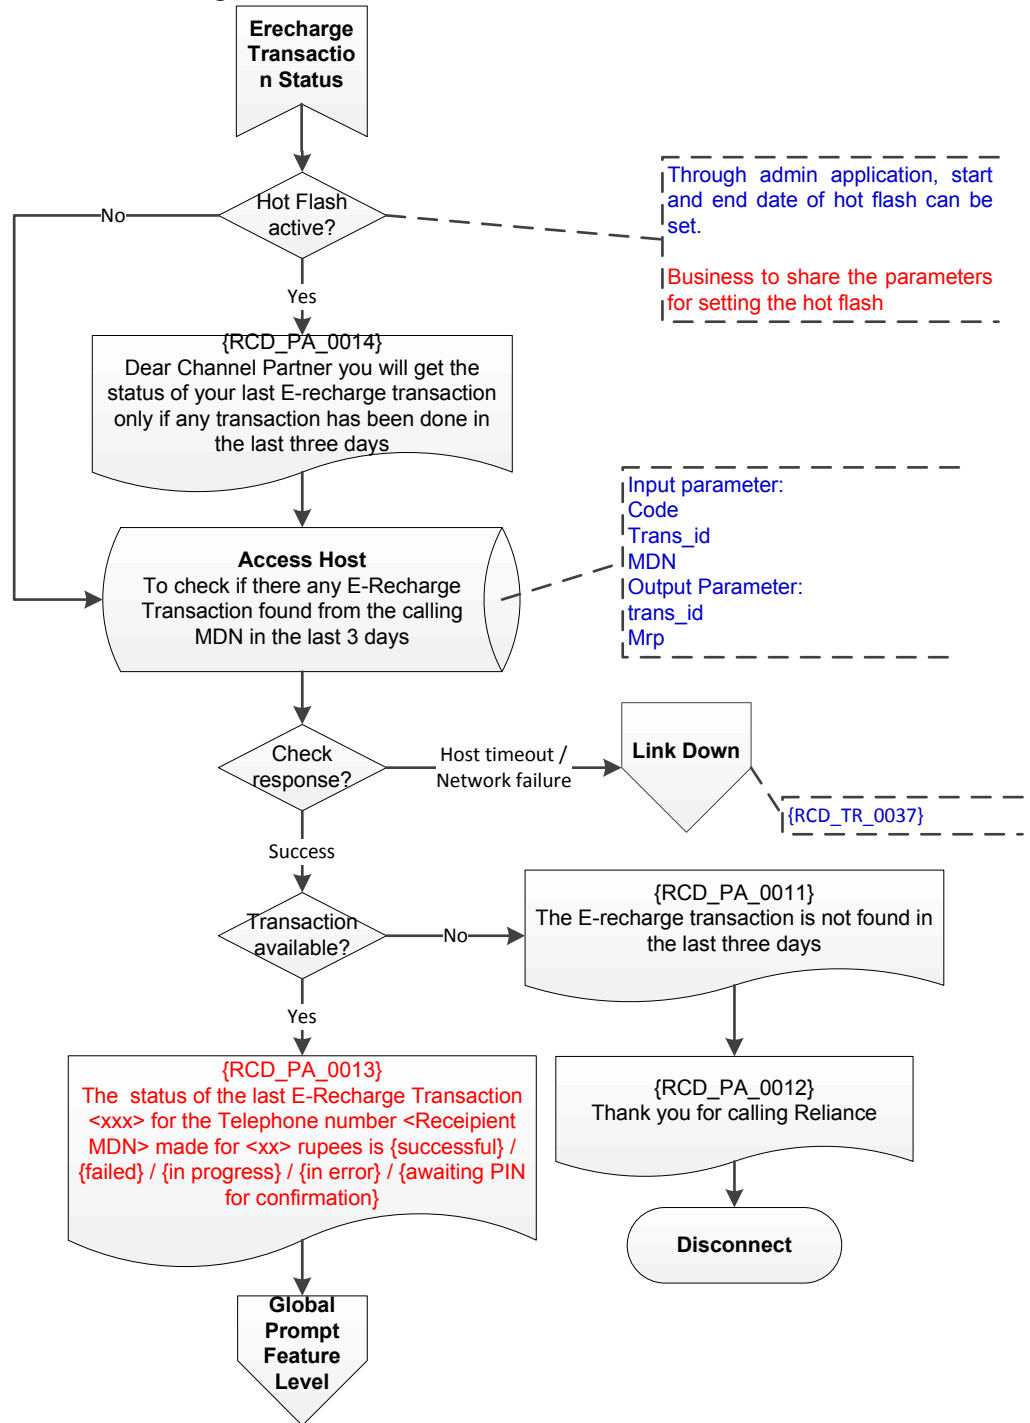 Erecharge
Transactio
n Status
Hot Flash
active?
No
Through admin application, start
and end date of hot flash can be
set.
Business to share the parameters
for setting the hot flash
Yes
{RCD_PA_0014}
Dear Channel Partner you will get the
status of your last E-recharge transaction
only if any transaction has been done in
the last three days
Input parameter:
Code
Trans_id
MDN
Output Parameter:
trans_id
Mrp
Access Host
To check if there any E-Recharge
Transaction found from the calling
MDN in the last 3 days
Check
response?
Host timeout /
Network failure
Link Down
{RCD_TR_0037}
Success
Transaction
available?
No
{RCD_PA_0011}
The E-recharge transaction is not found in
the last three days
Yes
{RCD_PA_0013}
The status of the last E-Recharge Transaction
<xxx> for the Telephone number <Receipient
MDN> made for <xx> rupees is {successful} /
{failed} / {in progress} / {in error} / {awaiting PIN
for confirmation}
{RCD_PA_0012}
Thank you for calling Reliance
Disconnect
Global
Prompt
Feature
Level